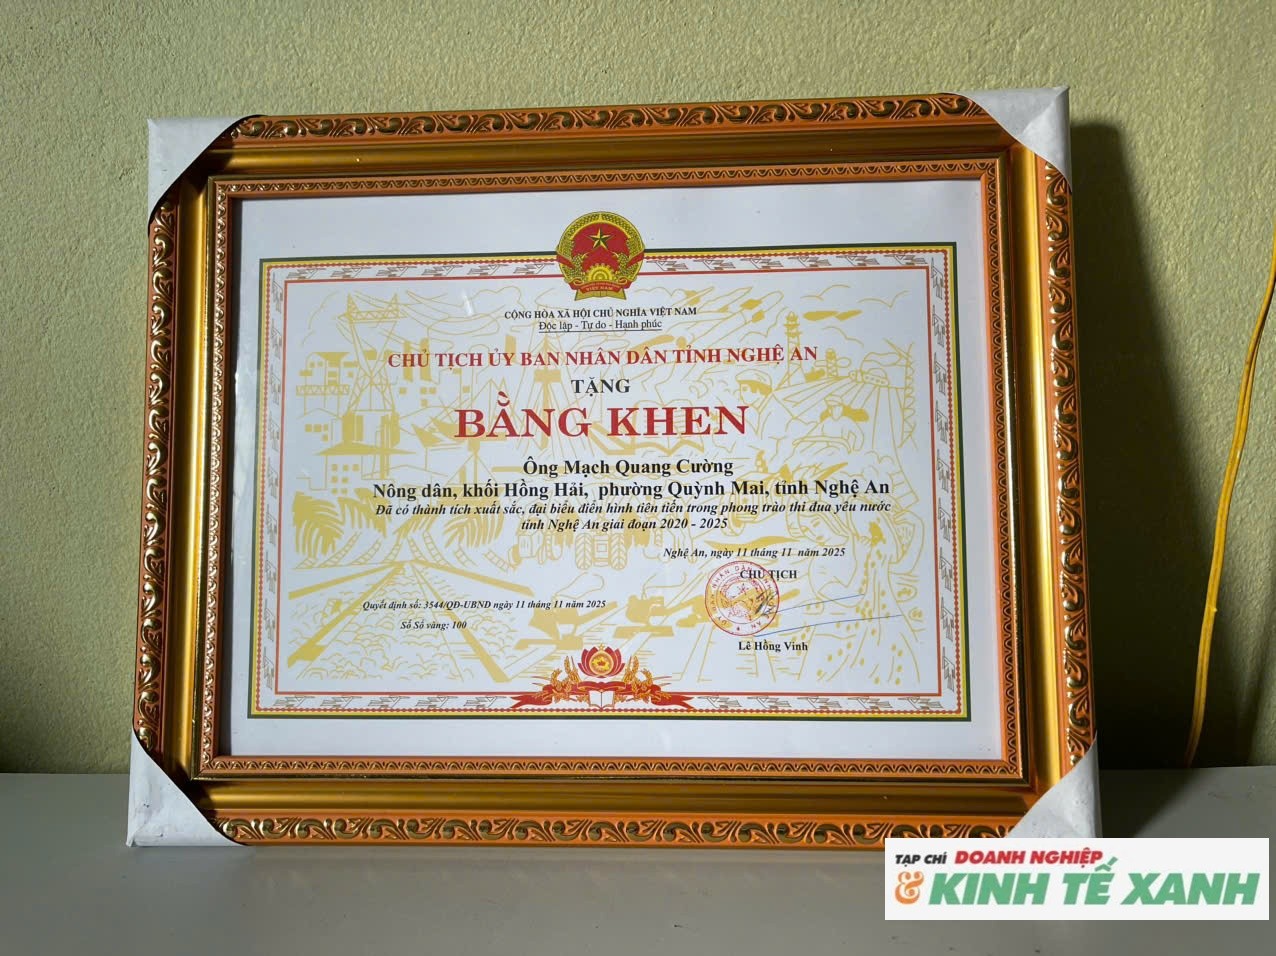 VIỆT NAM
CỘNG HÒA XÃ HỘI CHỦ NGHĨA VIỆT NAM
Độc lập - Tự do - Hạnh phúc
CHỦ TỊCH ỦY BAN NHÂN DÂN TỈNH NGHỆ AN
TẶNG
BẰNG KHEN
Ông Mạch Quang Cường
Nông dân, khối Hồng Hải, phường Quỳnh Mai, tỉnh Nghệ An
Đã có thành tích xuất sắc, đại biểu điển hình tiên tiến trong phong trào thi đua yêu nước
tỉnh Nghệ An giai đoạn 2020 - 2025
Nghệ An, ngày 11 tháng 11 năm 2025
CHỦ TỊCH
Quyết định số: 3544/QĐ-UBND ngày 11 tháng 11 năm 2025
Số Sổ vàng: 100
Lê Hồng Vinh
TẠP CHÍ DOANH NGHIỆP
& KINH TẾ XANH